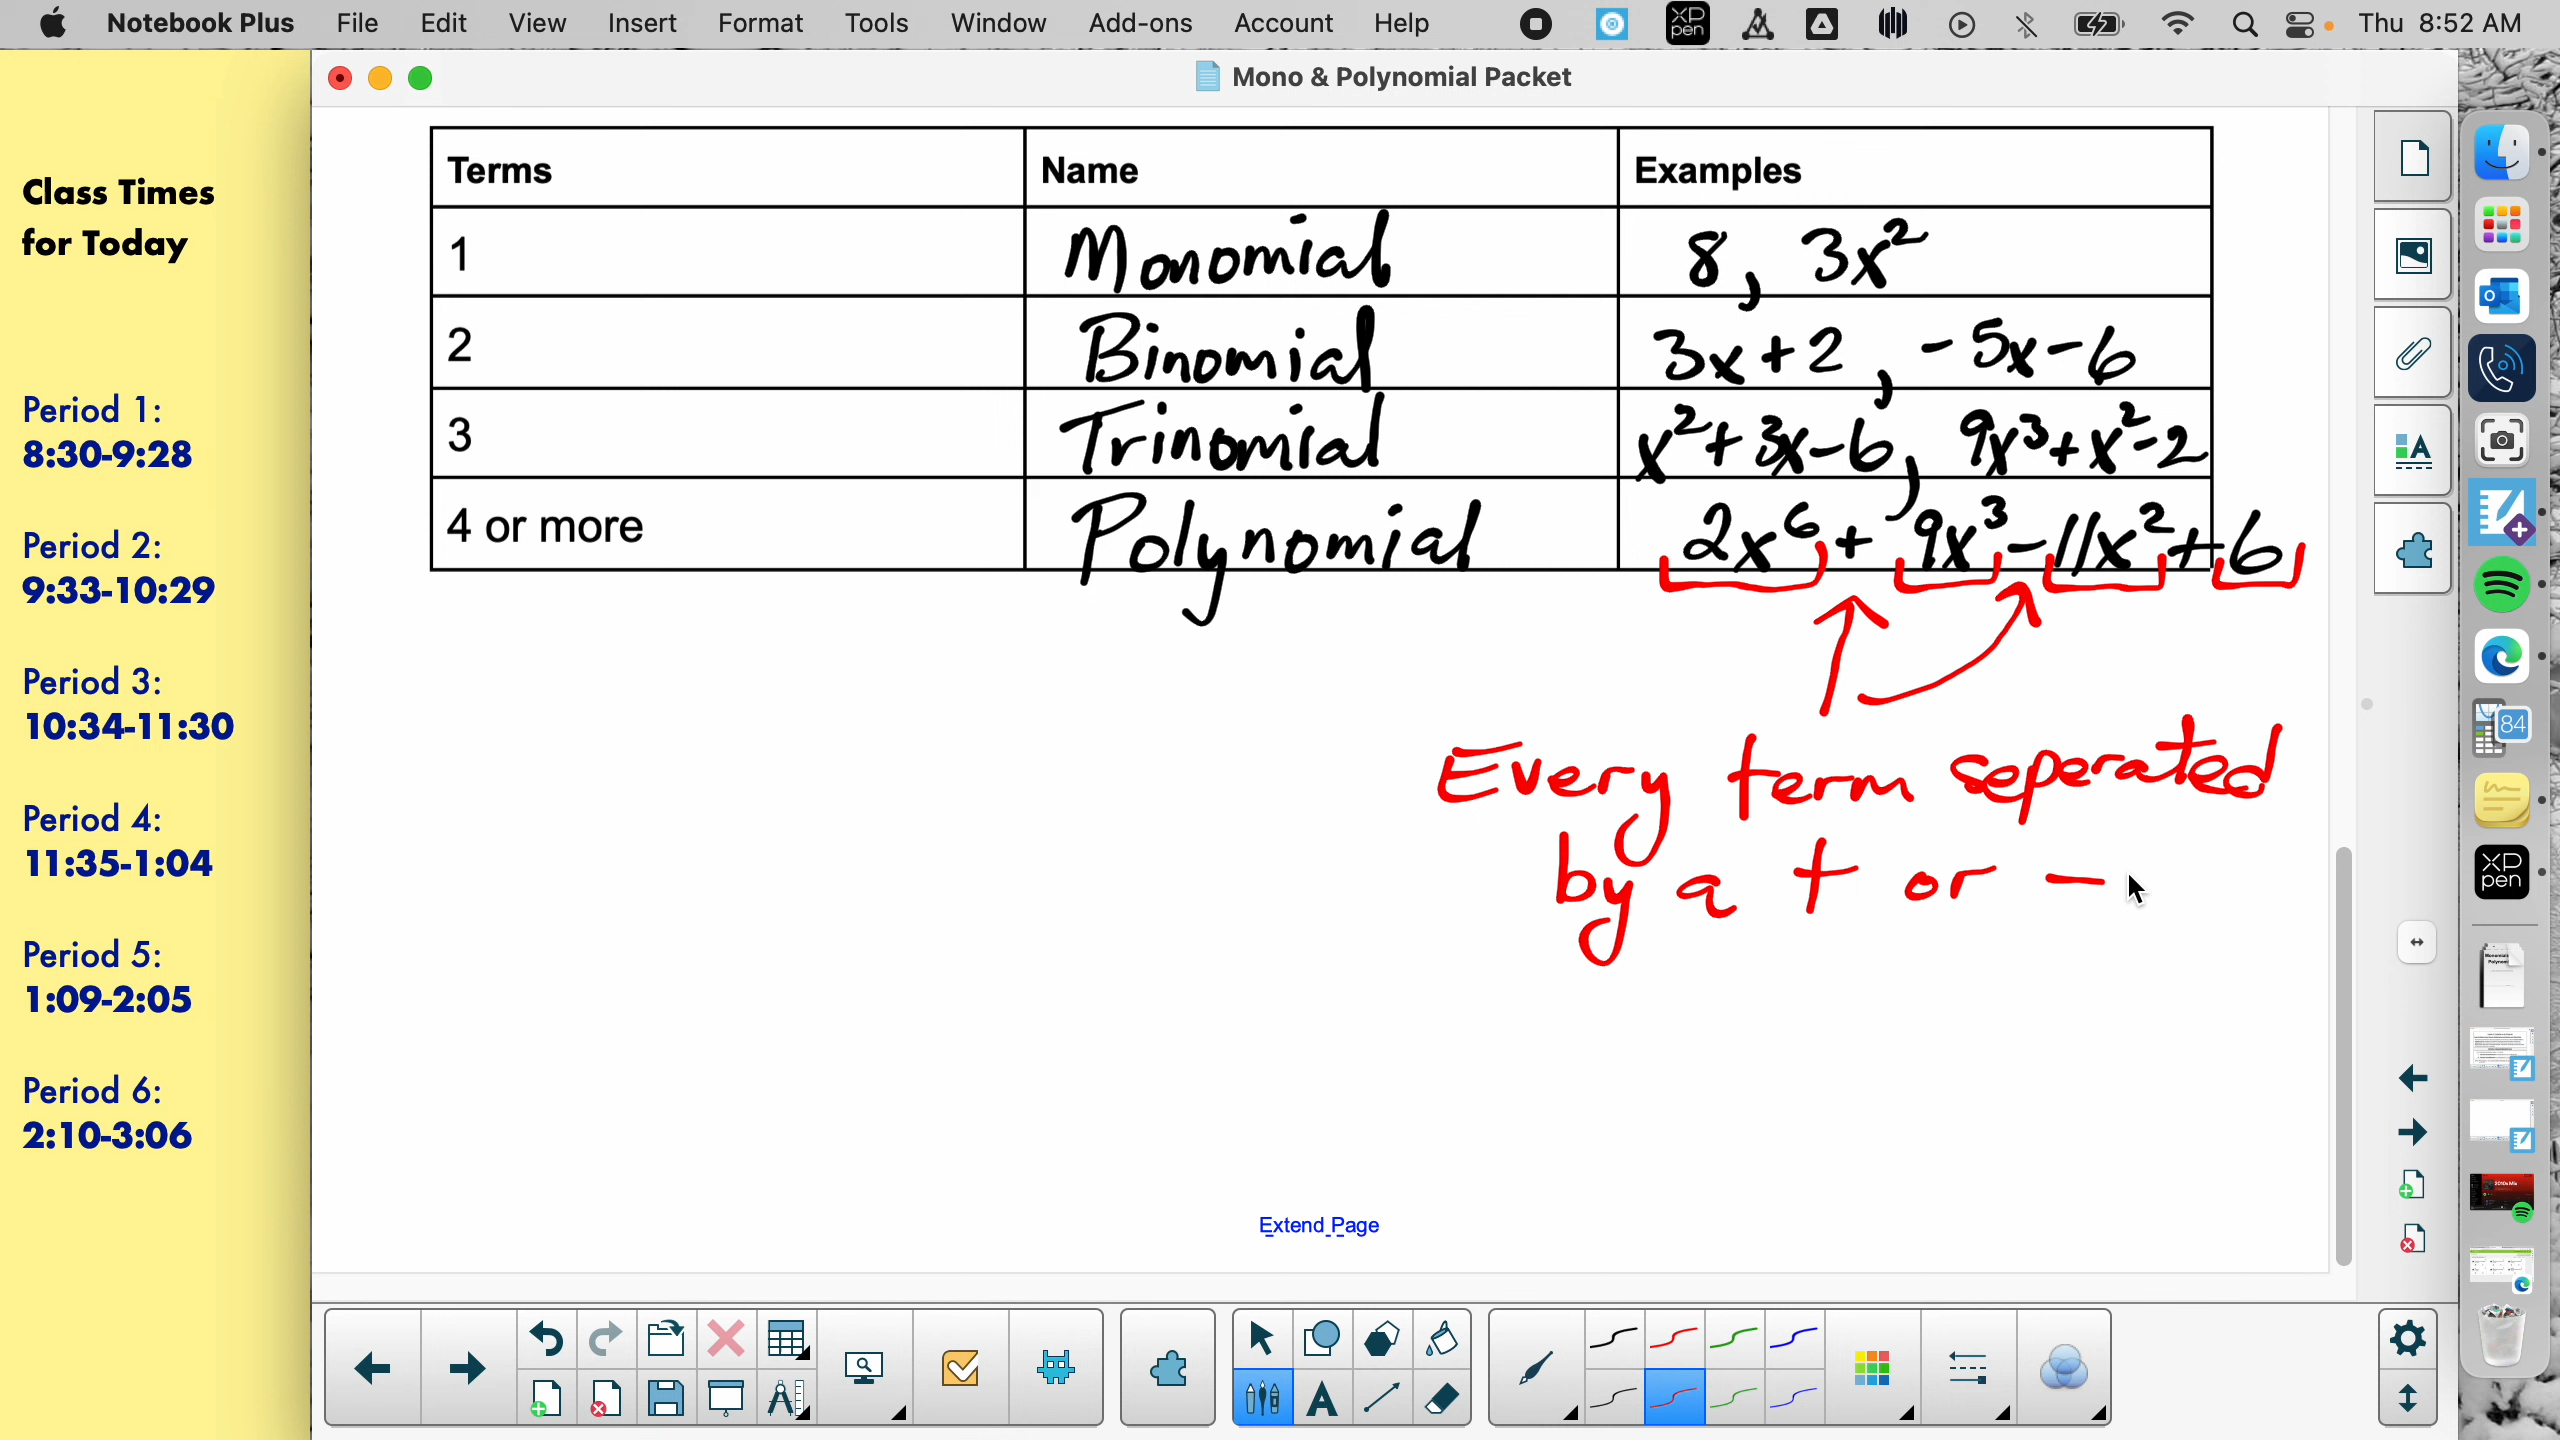 Notebook Plus File Edit View Insert Format Tools Window Add-ons Account Help XP pen Thu 8:52 AM
Mono & Polynomial Packet
Class Times
for Today
Period 1:
8:30-9:28
Period 2:
9:33-10:29
Period 3:
10:34-11:30
Period 4:
11:35-1:04
Period 5:
1:09-2:05
Period 6:
2:10-3:06
Terms Name Examples
1 Monomial 8, 3x²
2 Binomial 3x+2, -5x-6
3 Trinomial x²+3x-6, 9x³+x²-2
4 or more Polynomial 2x⁶+9x³-11x²+6
Every term seperated
by a + or -
Extend Page
84
XP
pen